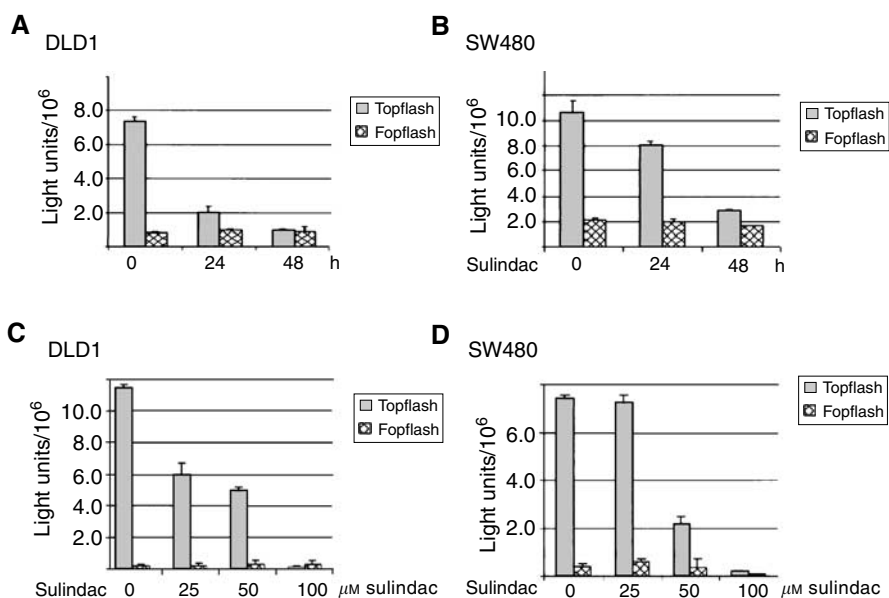 A
DLD1
Light units/10⁶
8.0
6.0
4.0
2.0
0 24 48 h
Topflash
Fopflash
B
SW480
Light units/10⁶
10.0
8.0
6.0
4.0
2.0
Sulindac 0 24 48 h
Topflash
Fopflash
C
DLD1
Light units/10⁶
10.0
8.0
6.0
4.0
2.0
Sulindac 0 25 50 100 μM sulindac
Topflash
Fopflash
D
SW480
Light units/10⁶
6.0
4.0
2.0
Sulindac 0 25 50 100 μM sulindac
Topflash
Fopflash